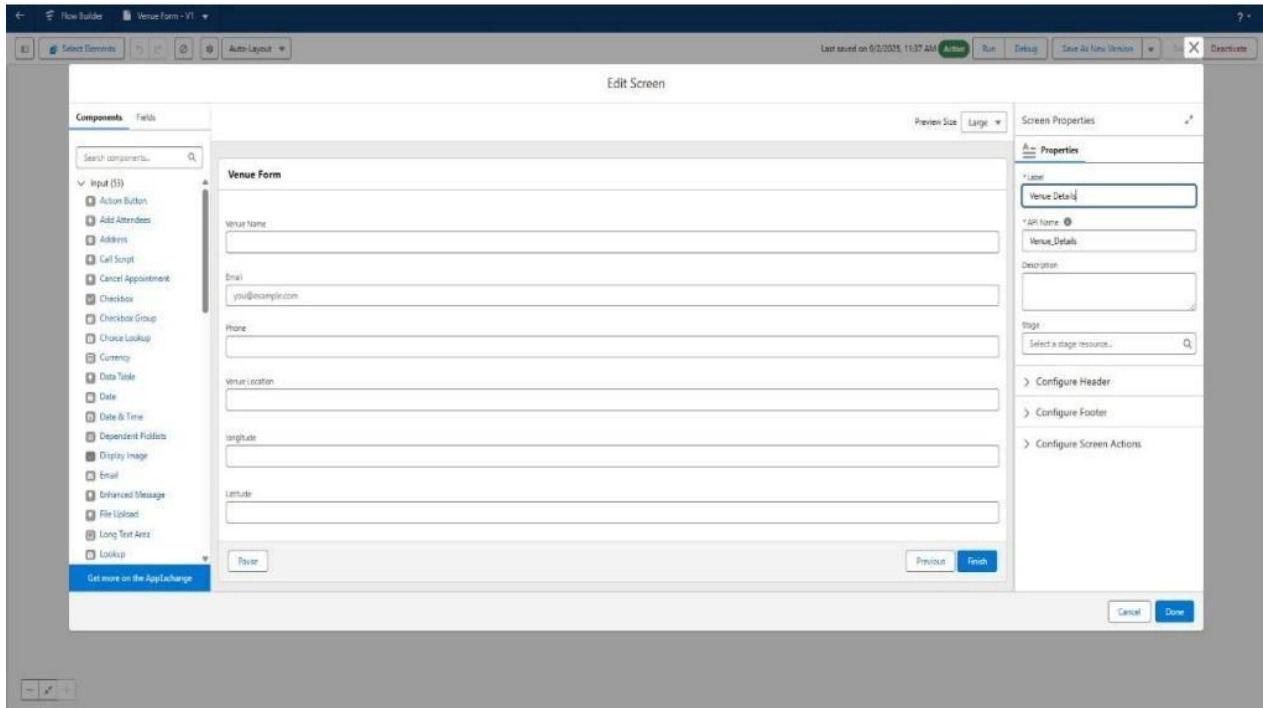 Flow Builder Venue Form - V1 ?
Select Elements Auto-Layout Last saved on 9/2/2025, 11:37 AM Active Run Debug Save As New Version Deactivate
Edit Screen
Components Fields
Preview Size Large
Screen Properties
Search components...
Properties
Input (53)
Action Button
Add Attendees
Address
Call Script
Cancel Appointment
Checkbox
Checkbox Group
Choice Lookup
Currency
Data Table
Date
Date & Time
Dependent Picklists
Display Image
Email
Enhanced Message
File Upload
Long Text Area
Lookup
Get more on the AppExchange
Venue Form
Venue Name
Email
you@example.com
Phone
Venue Location
longitude
Latitude
Pause Previous Finish
* Label
Venue Details
* API Name
Venue_Details
Description
Stage
Select a stage resource...
Configure Header
Configure Footer
Configure Screen Actions
Cancel Done